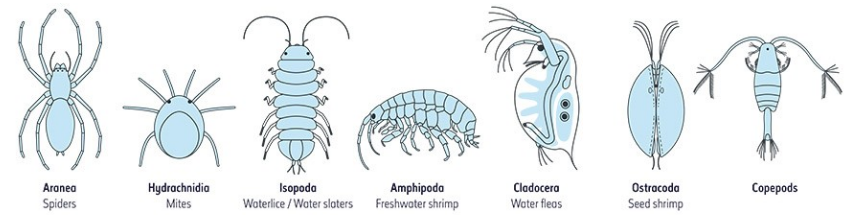 Aranea
Spiders
Hydrachnidia
Mites
Isopoda
Waterlice / Water slaters
Amphipoda
Freshwater shrimp
Cladocera
Water fleas
Ostracoda
Seed shrimp
Copepods